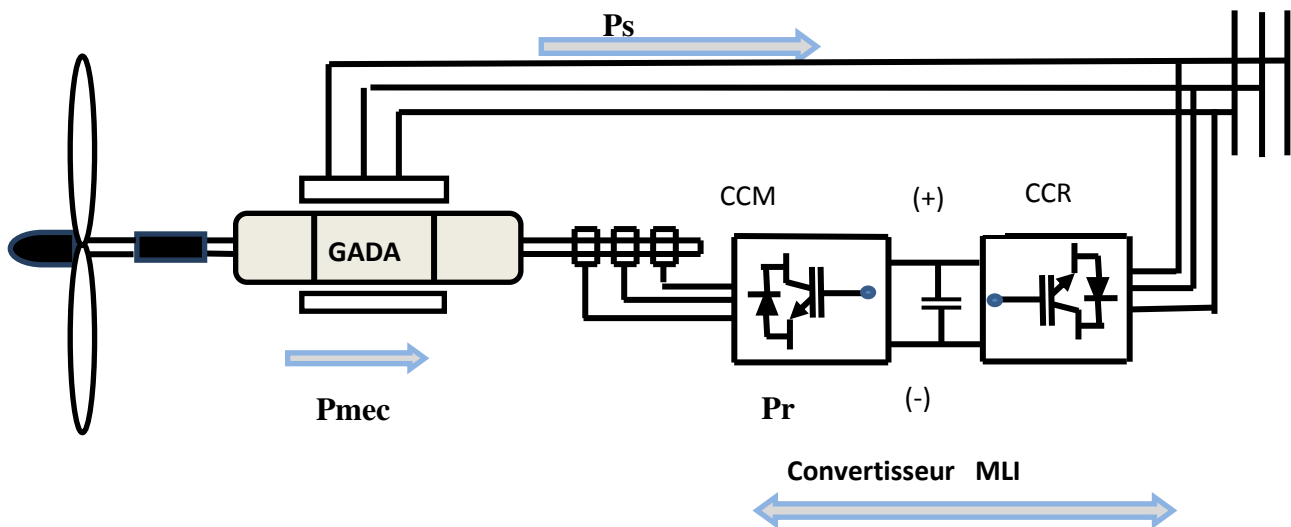 Ps
CCM
(+)
CCR
GADA
Pmec
Pr
(-)
Convertisseur MLI